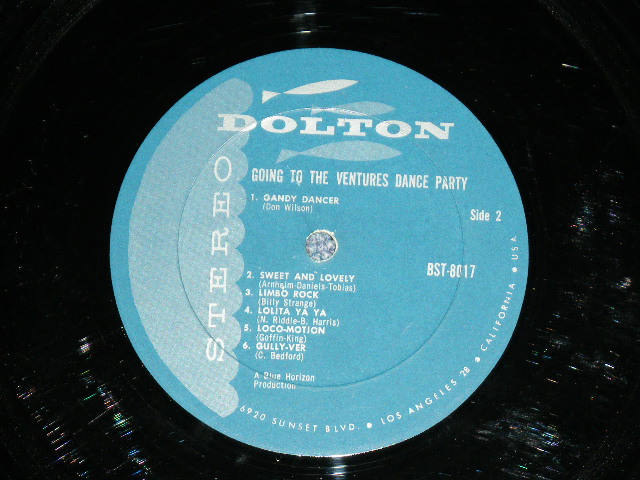 DOLTON
STEREO
GOING TO THE VENTURES DANCE PARTY
1. GANDY DANCER
(Don Wilson)
Side 2
BST-8017
2. SWEET AND LOVELY
(Arnheim-Daniels-Tobias)
3. LIMBO ROCK
(Billy Strange)
4. LOLITA YA YA
(N. Riddle-B. Harris)
5. LOCO-MOTION
(Goffin-King)
6. GULLY-VER
(C. Bedford)
A Blue Horizon
Production
6920 SUNSET BLVD. ● LOS ANGELES 28 ● CALIFORNIA ● USA